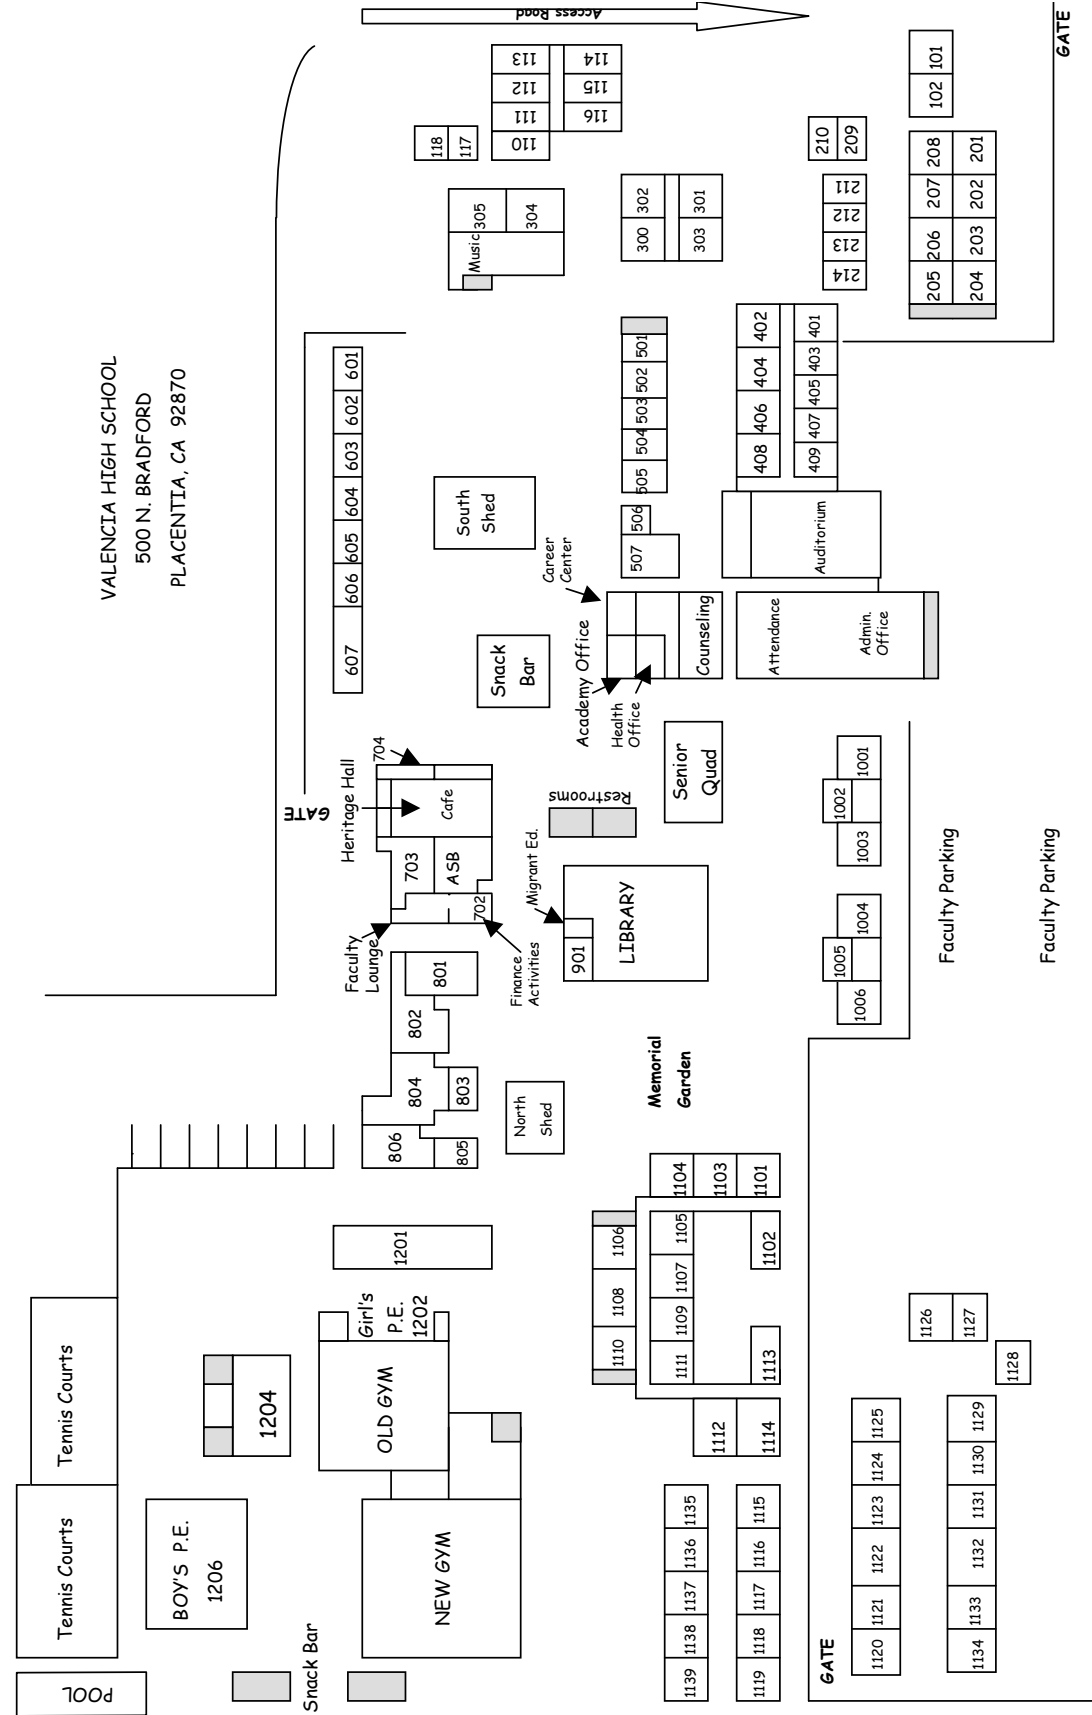 VALENCIA HIGH SCHOOL
500 N. BRADFORD
PLACENTIA, CA 92870
Access Road
GATE
113
112
111
110
114
115
116
118
117
101
102
210
209
208
207
206
205
201
202
203
204
211
212
213
214
305
304
Music
302
300
301
303
601
602
603
604
605
606
607
501
502
503
504
505
506
507
402
404
406
408
401
403
405
407
409
South
Shed
Auditorium
Career
Center
Academy Office
Health
Office
Counseling
Attendance
Admin.
Office
Snack
Bar
Senior
Quad
GATE
Heritage Hall
704
Cafe
703
ASB
702
Restrooms
Migrant Ed.
Faculty
Lounge
Finance
Activities
901
LIBRARY
1001
1002
1003
1004
1005
1006
Faculty Parking
Faculty Parking
801
802
804
803
806
805
North
Shed
Memorial
Garden
1104
1103
1101
1102
1106
1108
1110
1105
1107
1109
1111
1113
1112
1114
1201
Girl's
P.E.
1202
OLD GYM
1204
Tennis Courts
Tennis Courts
BOY'S P.E.
1206
NEW GYM
POOL
Snack Bar
1135
1136
1137
1138
1139
1115
1116
1117
1118
1119
1126
1127
1128
1125
1124
1123
1122
1121
1120
1129
1130
1131
1132
1133
1134
GATE